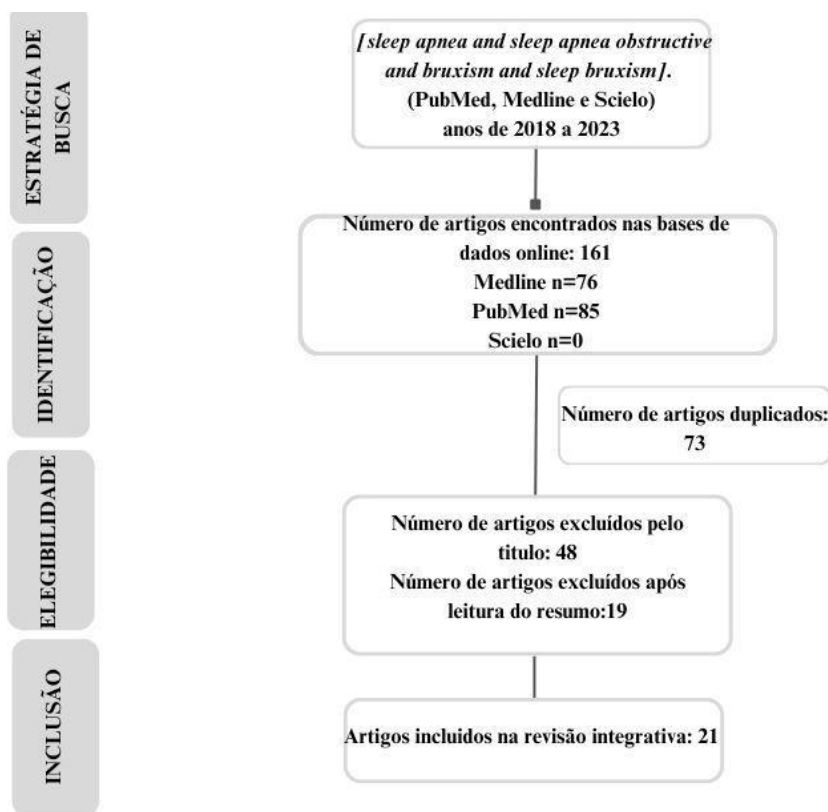 ESTRATÉGIA DE
BUSCA
[sleep apnea and sleep apnea obstructive
and bruxism and sleep bruxism].
(PubMed, Medline e Scielo)
anos de 2018 a 2023
IDENTIFICAÇÃO
Número de artigos encontrados nas bases de
dados online: 161
Medline n=76
PubMed n=85
Scielo n=0
Número de artigos duplicados:
73
ELEGIBILIDADE
Número de artigos excluídos pelo
titulo: 48
Número de artigos excluídos após
leitura do resumo:19
INCLUSÃO
Artigos incluidos na revisão integrativa: 21